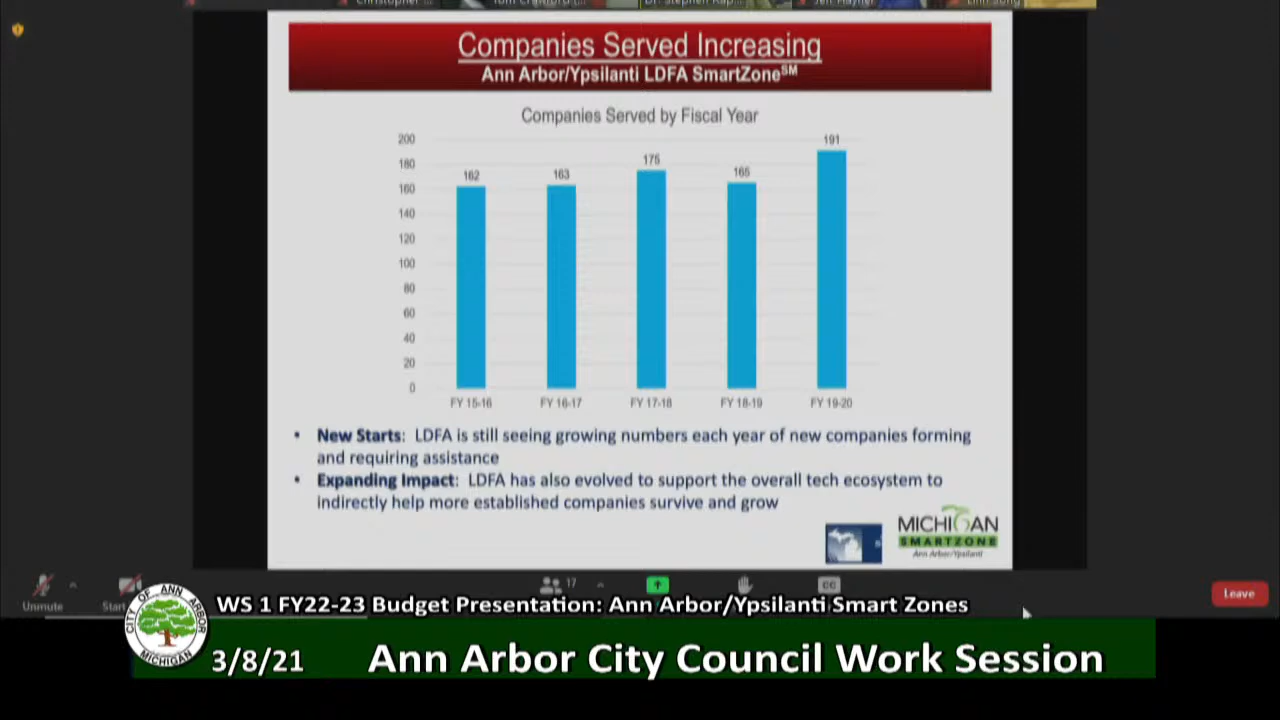 Companies Served Increasing
Ann Arbor/Ypsilanti LDFA SmartZone℠
Companies Served by Fiscal Year
200
180
160
140
120
100
80
60
40
20
0
162
163
175
165
191
FY 15-16
FY 16-17
FY 17-18
FY 18-19
FY 19-20
• New Starts: LDFA is still seeing growing numbers each year of new companies forming
and requiring assistance
• Expanding Impact: LDFA has also evolved to support the overall tech ecosystem to
indirectly help more established companies survive and grow
MICHIGAN
SMARTZONE
Ann Arbor/Ypsilanti
Unmute
Start
17
CC
Leave
CITY OF ANN ARBOR
MICHIGAN
WS 1 FY22-23 Budget Presentation: Ann Arbor/Ypsilanti Smart Zones
3/8/21 Ann Arbor City Council Work Session